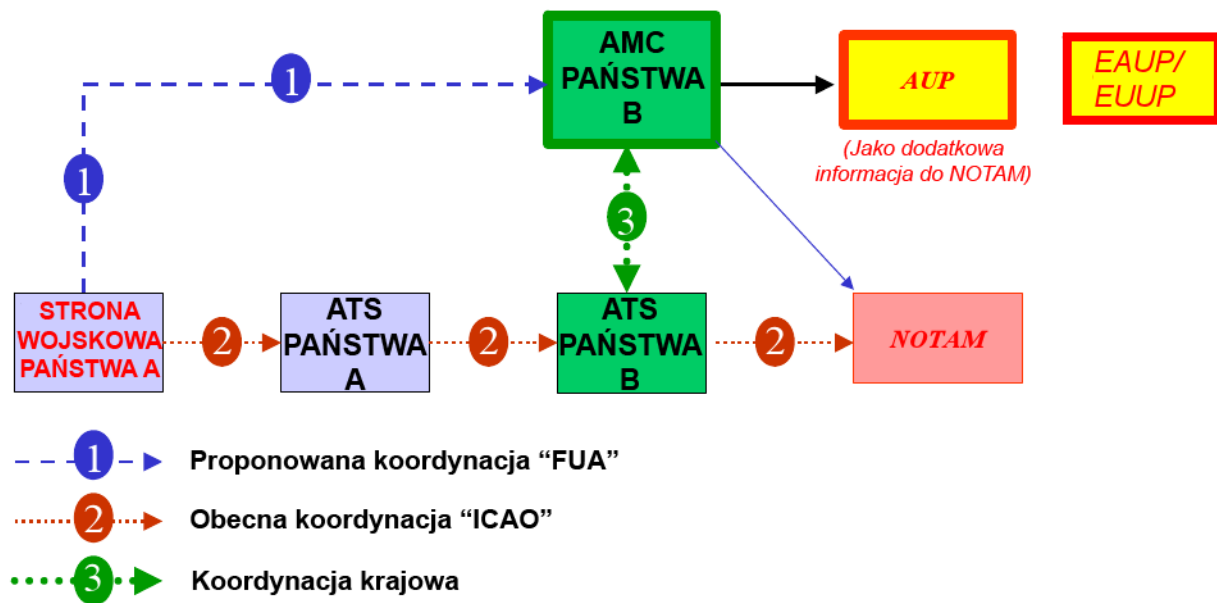 AMC
PAŃSTWA
B
AUP
EAUP/
EUUP
1
(Jako dodatkowa
informacja do NOTAM)
1
3
STRONA
WOJSKOWA
PAŃSTWA A
2
ATS
PAŃSTWA
A
2
ATS
PAŃSTWA
B
2
NOTAM
1
Proponowana koordynacja “FUA”
2
Obecna koordynacja “ICAO”
3
Koordynacja krajowa